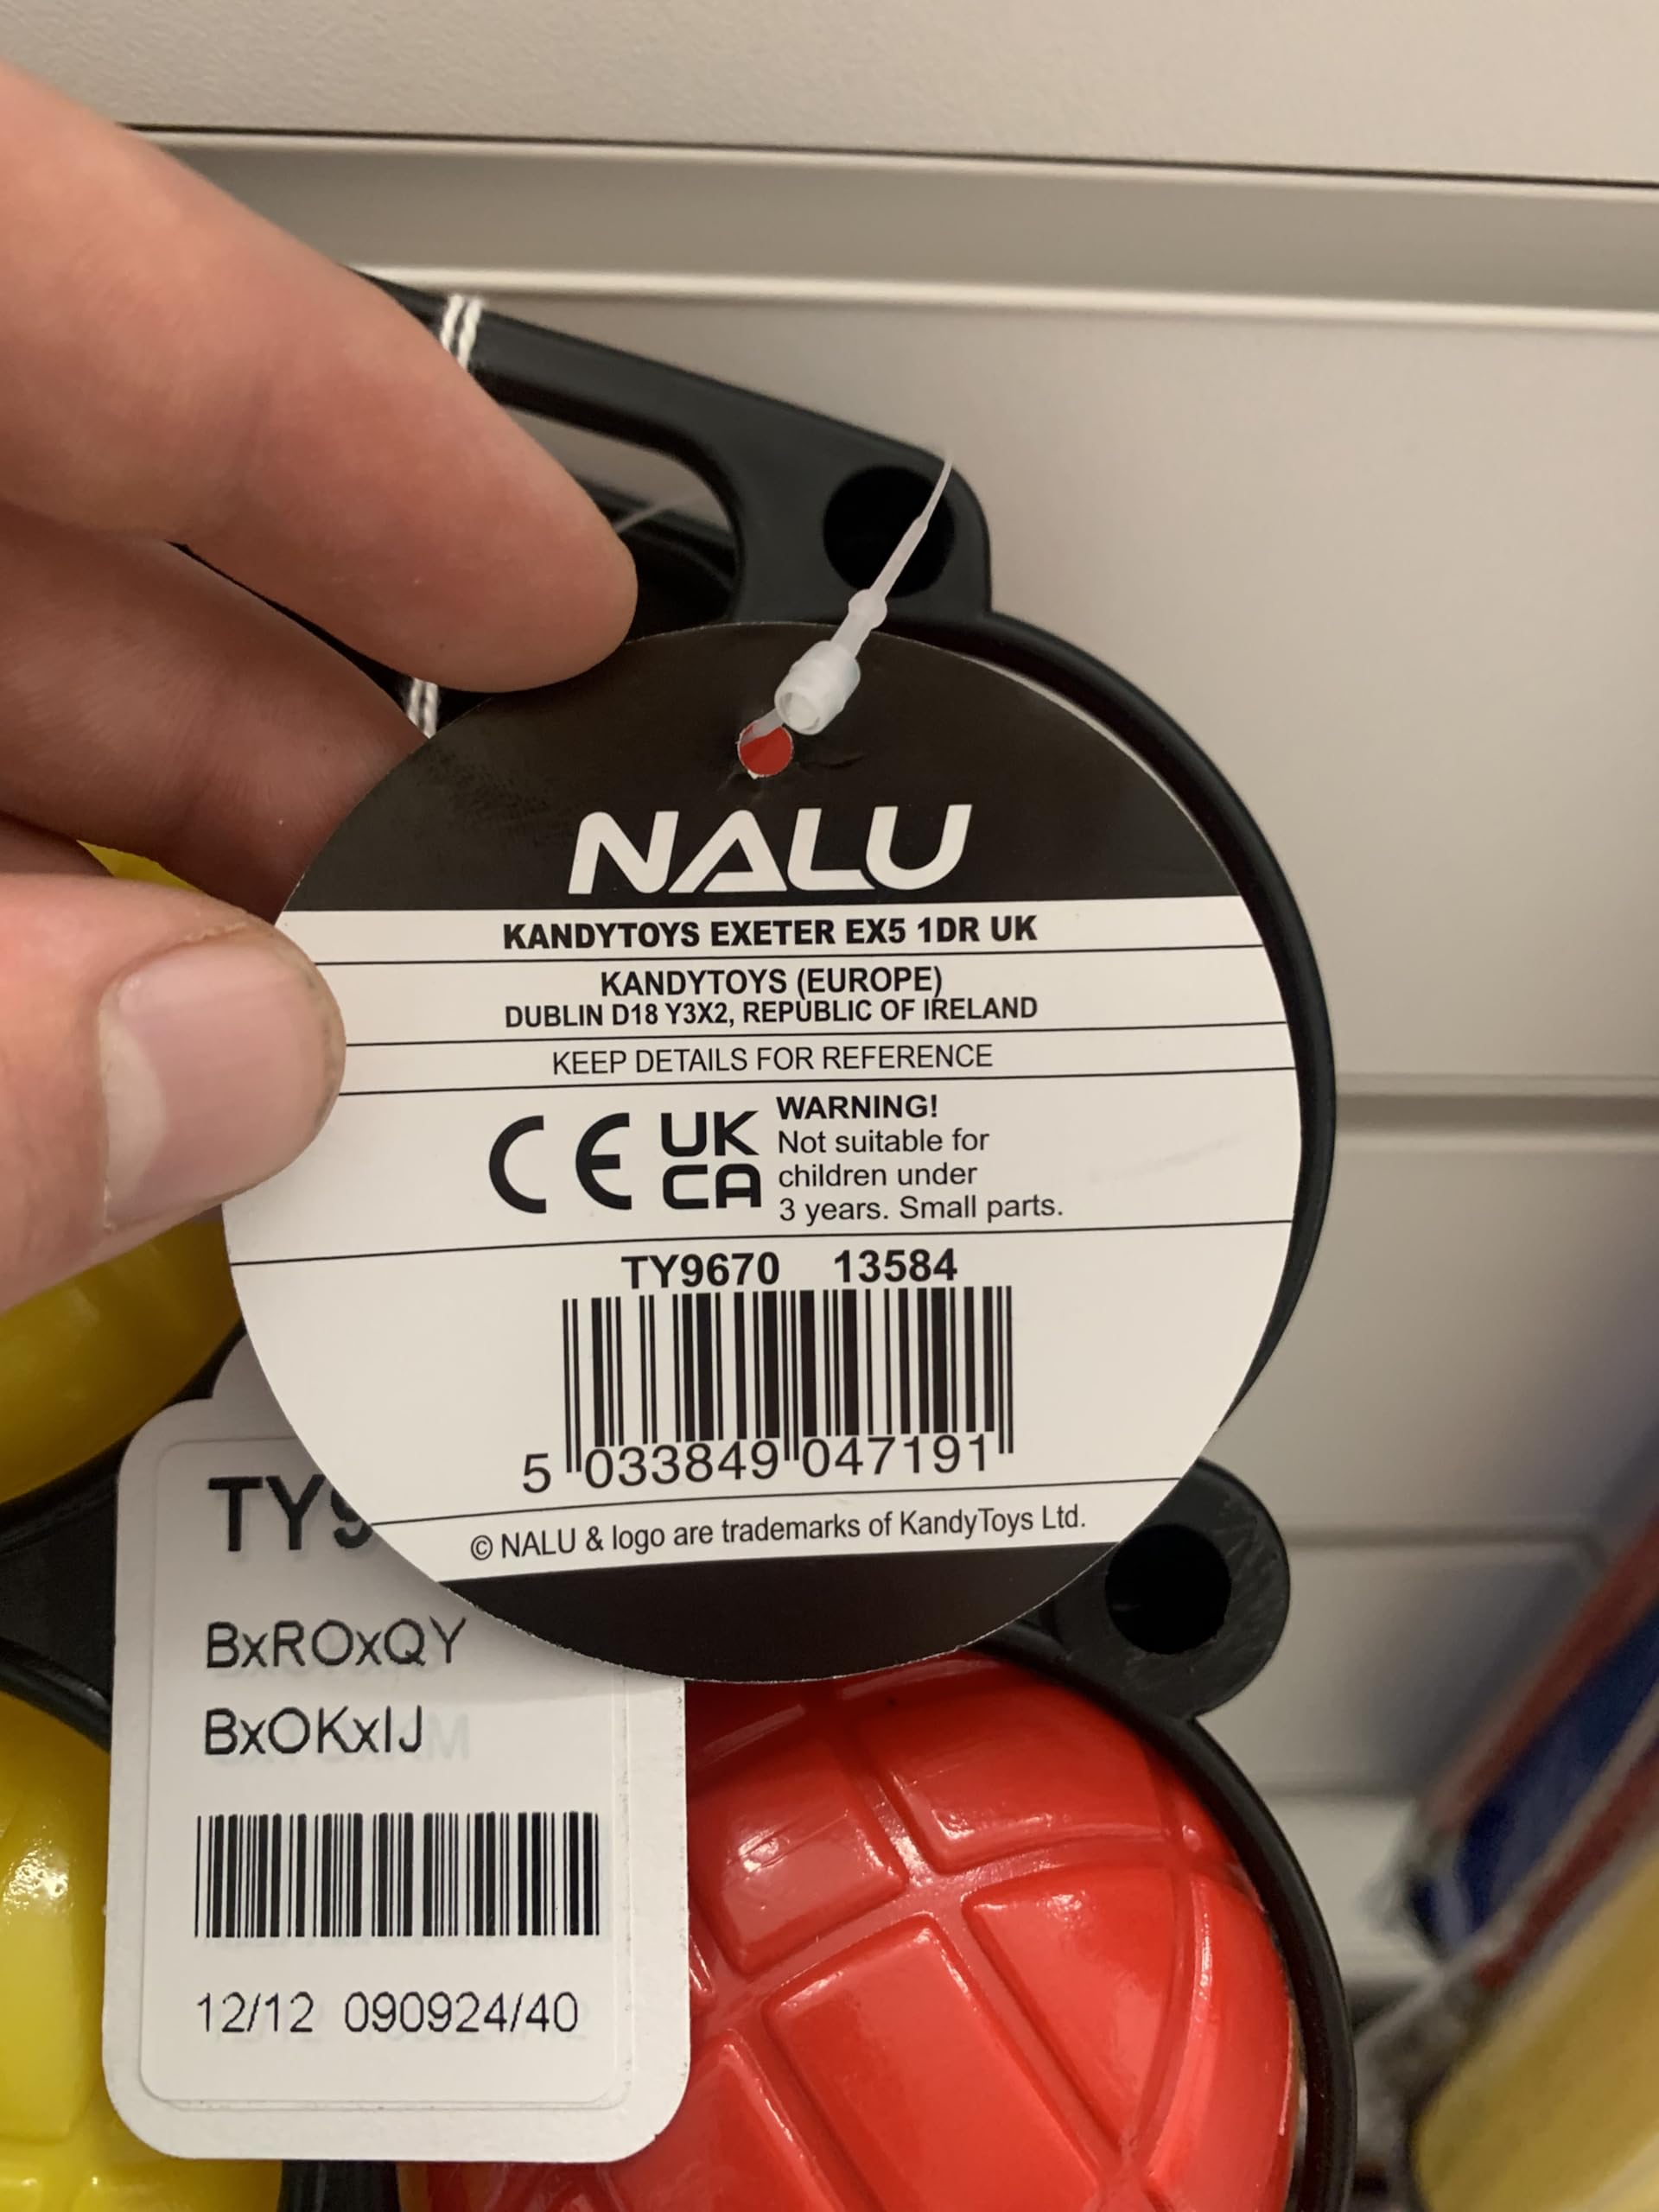 NALU
KANDYTOYS EXETER EX5 1DR UK
KANDYTOYS (EUROPE)
DUBLIN D18 Y3X2, REPUBLIC OF IRELAND
KEEP DETAILS FOR REFERENCE
CE UK CA
WARNING!
Not suitable for
children under
3 years. Small parts.
TY9670 13584
5 033849 047191
© NALU & logo are trademarks of KandyToys Ltd.
TY9
BxROxQY
BxOKxIJ
12/12 090924/40